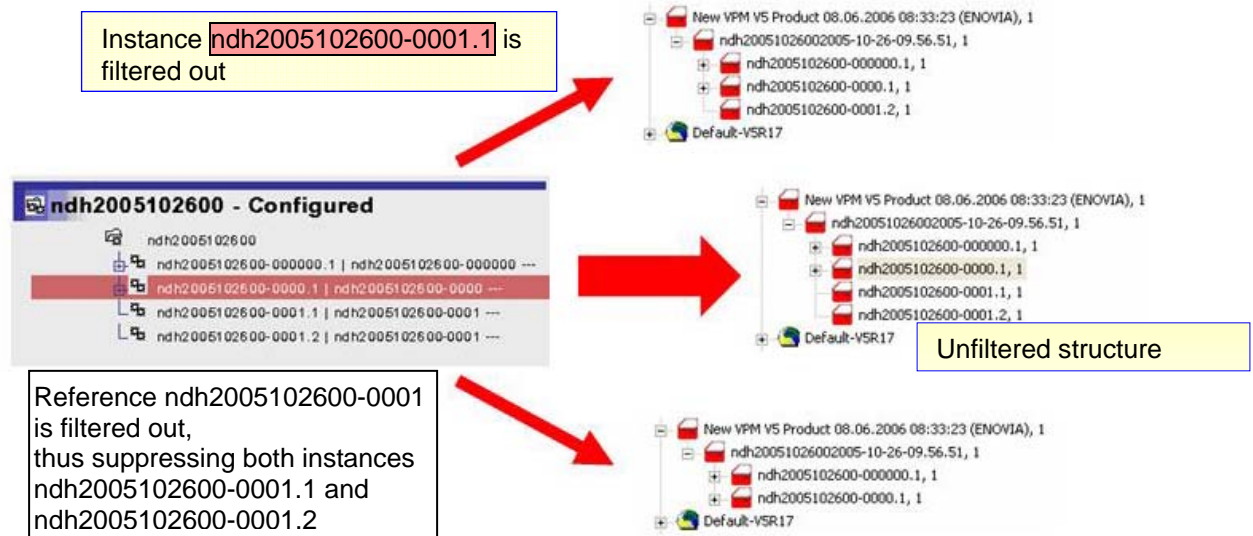 Instance ndh2005102600-0001.1 is
filtered out
New VPM V5 Product 08.06.2006 08:33:23 (ENOVIA), 1
ndh20051026002005-10-26-09.56.51, 1
ndh2005102600-000000.1, 1
ndh2005102600-0000.1, 1
ndh2005102600-0001.2, 1
Default-V5R17
ndh2005102600 - Configured
ndh2005102600
ndh2005102600-000000.1 | ndh2005102600-000000 ---
ndh2005102600-0000.1 | ndh2005102600-0000 ---
ndh2005102600-0001.1 | ndh2005102600-0001 ---
ndh2005102600-0001.2 | ndh2005102600-0001 ---
New VPM V5 Product 08.06.2006 08:33:23 (ENOVIA), 1
ndh20051026002005-10-26-09.56.51, 1
ndh2005102600-000000.1, 1
ndh2005102600-0000.1, 1
ndh2005102600-0001.1, 1
ndh2005102600-0001.2, 1
Default-V5R17
Unfiltered structure
Reference ndh2005102600-0001
is filtered out,
thus suppressing both instances
ndh2005102600-0001.1 and
ndh2005102600-0001.2
New VPM V5 Product 08.06.2006 08:33:23 (ENOVIA), 1
ndh20051026002005-10-26-09.56.51, 1
ndh2005102600-000000.1, 1
ndh2005102600-0000.1, 1
Default-V5R17